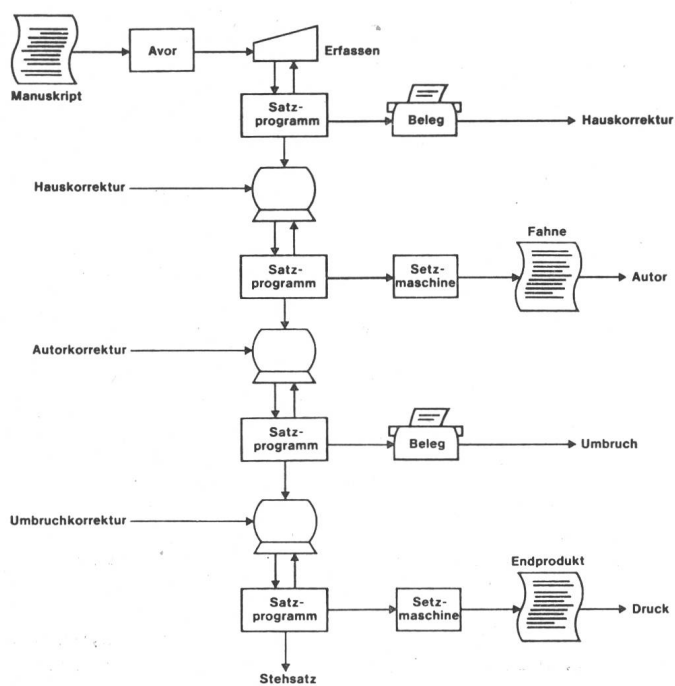 Manuskript
Avor
Erfassen
Satz-
programm
Beleg
Hauskorrektur
Hauskorrektur
Fahne
Satz-
programm
Setz-
maschine
Autor
Autorkorrektur
Satz-
programm
Beleg
Umbruch
Umbruchkorrektur
Endprodukt
Satz-
programm
Setz-
maschine
Druck
Stehsatz